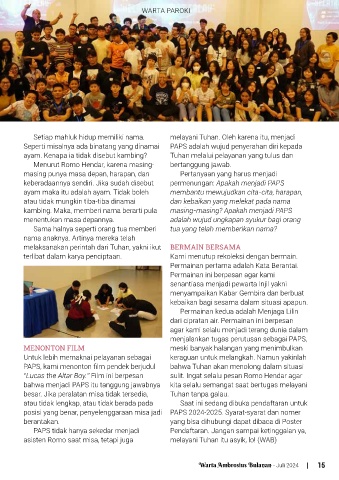 WARTA PAROKI
Setiap mahluk hidup memiliki nama.
Seperti misalnya ada binatang yang dinamai
ayam. Kenapa ia tidak disebut kambing?
Menurut Romo Hendar, karena masing-
masing punya masa depan, harapan, dan
keberadaannya sendiri. Jika sudah disebut
ayam maka itu adalah ayam. Tidak boleh
atau tidak mungkin tiba-tiba dinamai
kambing. Maka, memberi nama berarti pula
menentukan masa depannya.
Sama halnya seperti orang tua memberi
nama anaknya. Artinya mereka telah
melaksanakan perintah dari Tuhan, yakni ikut
terlibat dalam karya penciptaan.
MENONTON FILM
Untuk lebih memaknai pelayanan sebagai
PAPS, kami menonton film pendek berjudul
"Lucas the Altar Boy." Film ini berpesan
bahwa menjadi PAPS itu tanggung jawabnya
besar. Jika peralatan misa tidak tersedia,
atau tidak lengkap, atau tidak berada pada
posisi yang benar, penyelenggaraan misa jadi
berantakan.
PAPS tidak hanya sekedar menjadi
asisten Romo saat misa, tetapi juga
melayani Tuhan. Oleh karena itu, menjadi
PAPS adalah wujud penyerahan diri kepada
Tuhan melalui pelayanan yang tulus dan
bertanggung jawab.
Pertanyaan yang harus menjadi
permenungan: Apakah menjadi PAPS
membantu mewujudkan cita-cita, harapan,
dan kebaikan yang melekat pada nama
masing-masing? Apakah menjadi PAPS
adalah wujud ungkapan syukur bagi orang
tua yang telah memberikan nama?
BERMAIN BERSAMA
Kami menutup rekoleksi dengan bermain.
Permainan pertama adalah Kata Berantai.
Permainan ini berpesan agar kami
senantiasa menjadi pewarta Injil yakni
menyampaikan Kabar Gembira dan berbuat
kebaikan bagi sesama dalam situasi apapun.
Permainan kedua adalah Menjaga Lilin
dari cipratan air. Permainan ini berpesan
agar kami selalu menjadi terang dunia dalam
menjalankan tugas perutusan sebagai PAPS,
meski banyak halangan yang menimbulkan
keraguan untuk melangkah. Namun yakinlah
bahwa Tuhan akan menolong dalam situasi
sulit. Ingat selalu pesan Romo Hendar agar
kita selalu semangat saat bertugas melayani
Tuhan tanpa galau.
Saat ini sedang dibuka pendaftaran untuk
PAPS 2024-2025. Syarat-syarat dan nomer
yang bisa dihubungi dapat dibaca di Poster
Pendaftaran. Jangan sampai ketinggalan ya,
melayani Tuhan itu asyik, lo! (WAB)
Warta Ambrosius Bulanan - Juli 2024 | 15